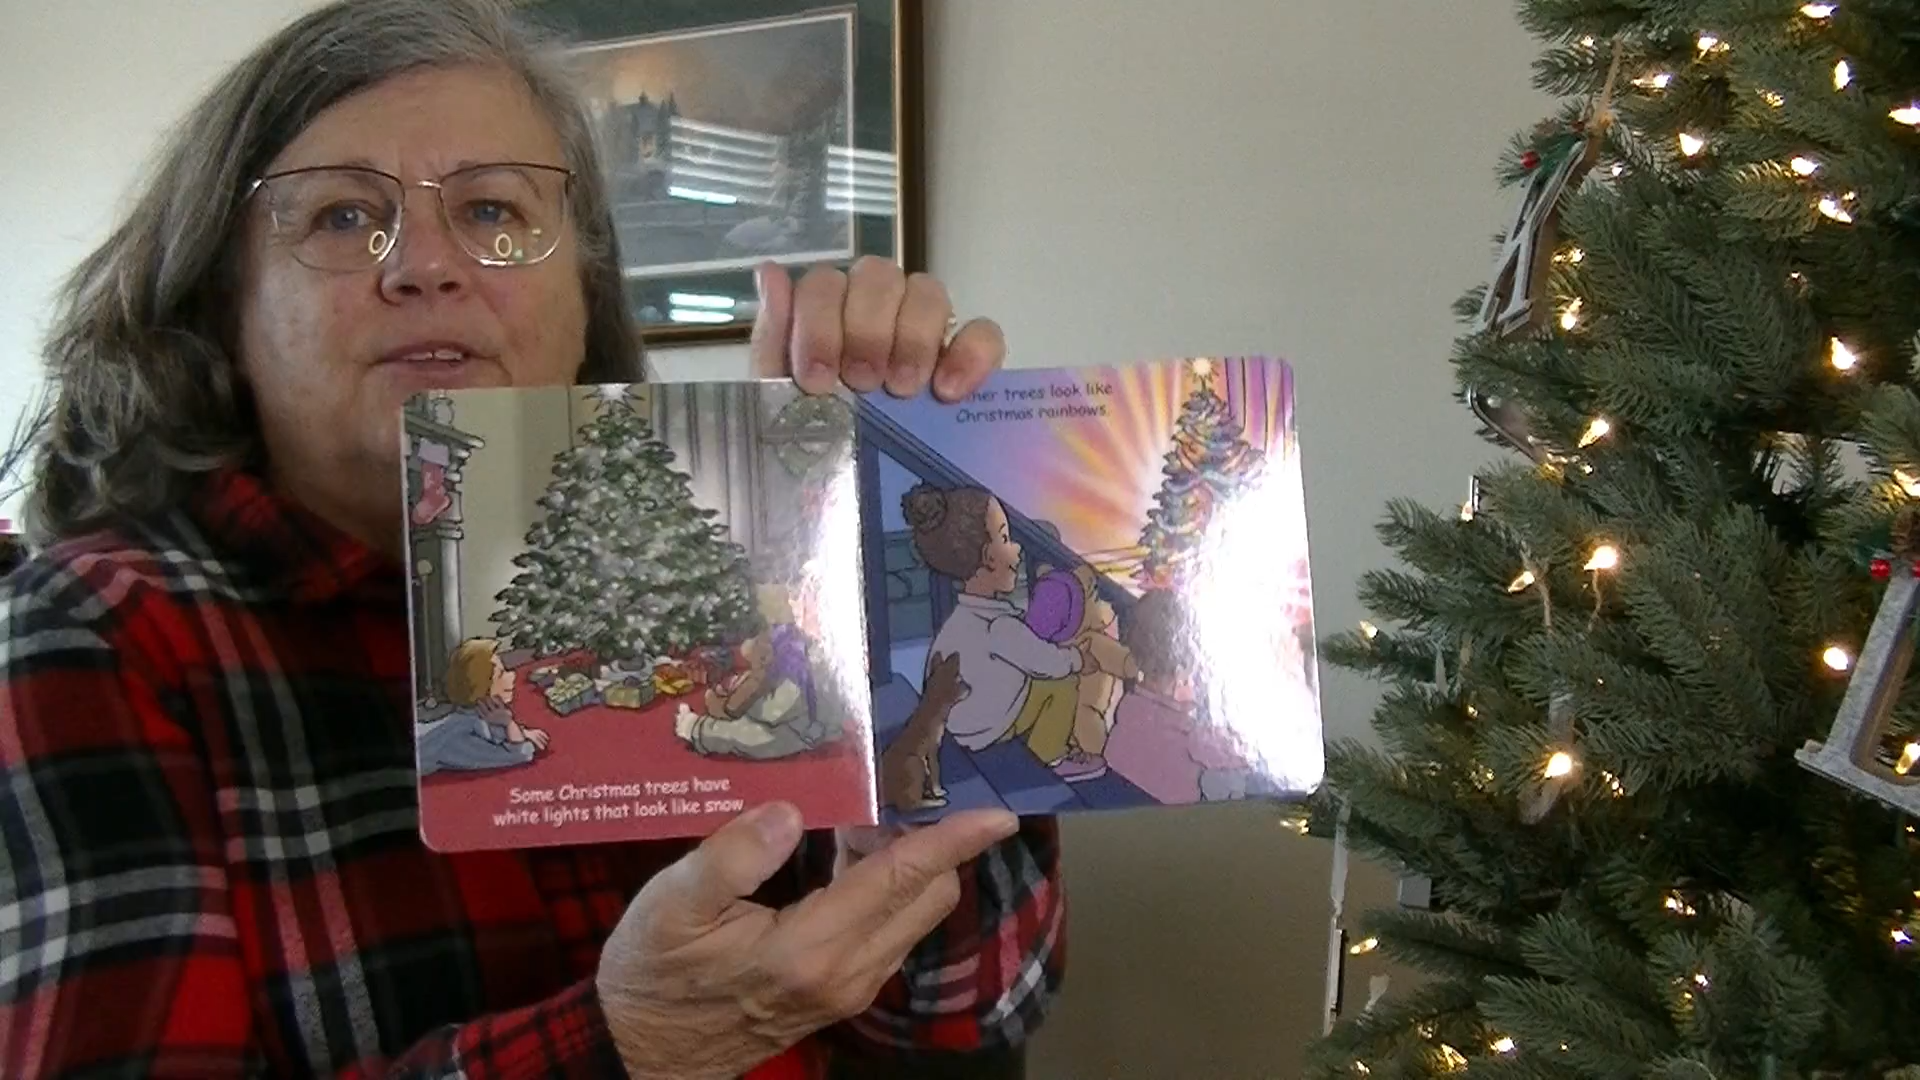 Some Christmas trees have
white lights that look like snow
trees look like
Christmas rainbows.